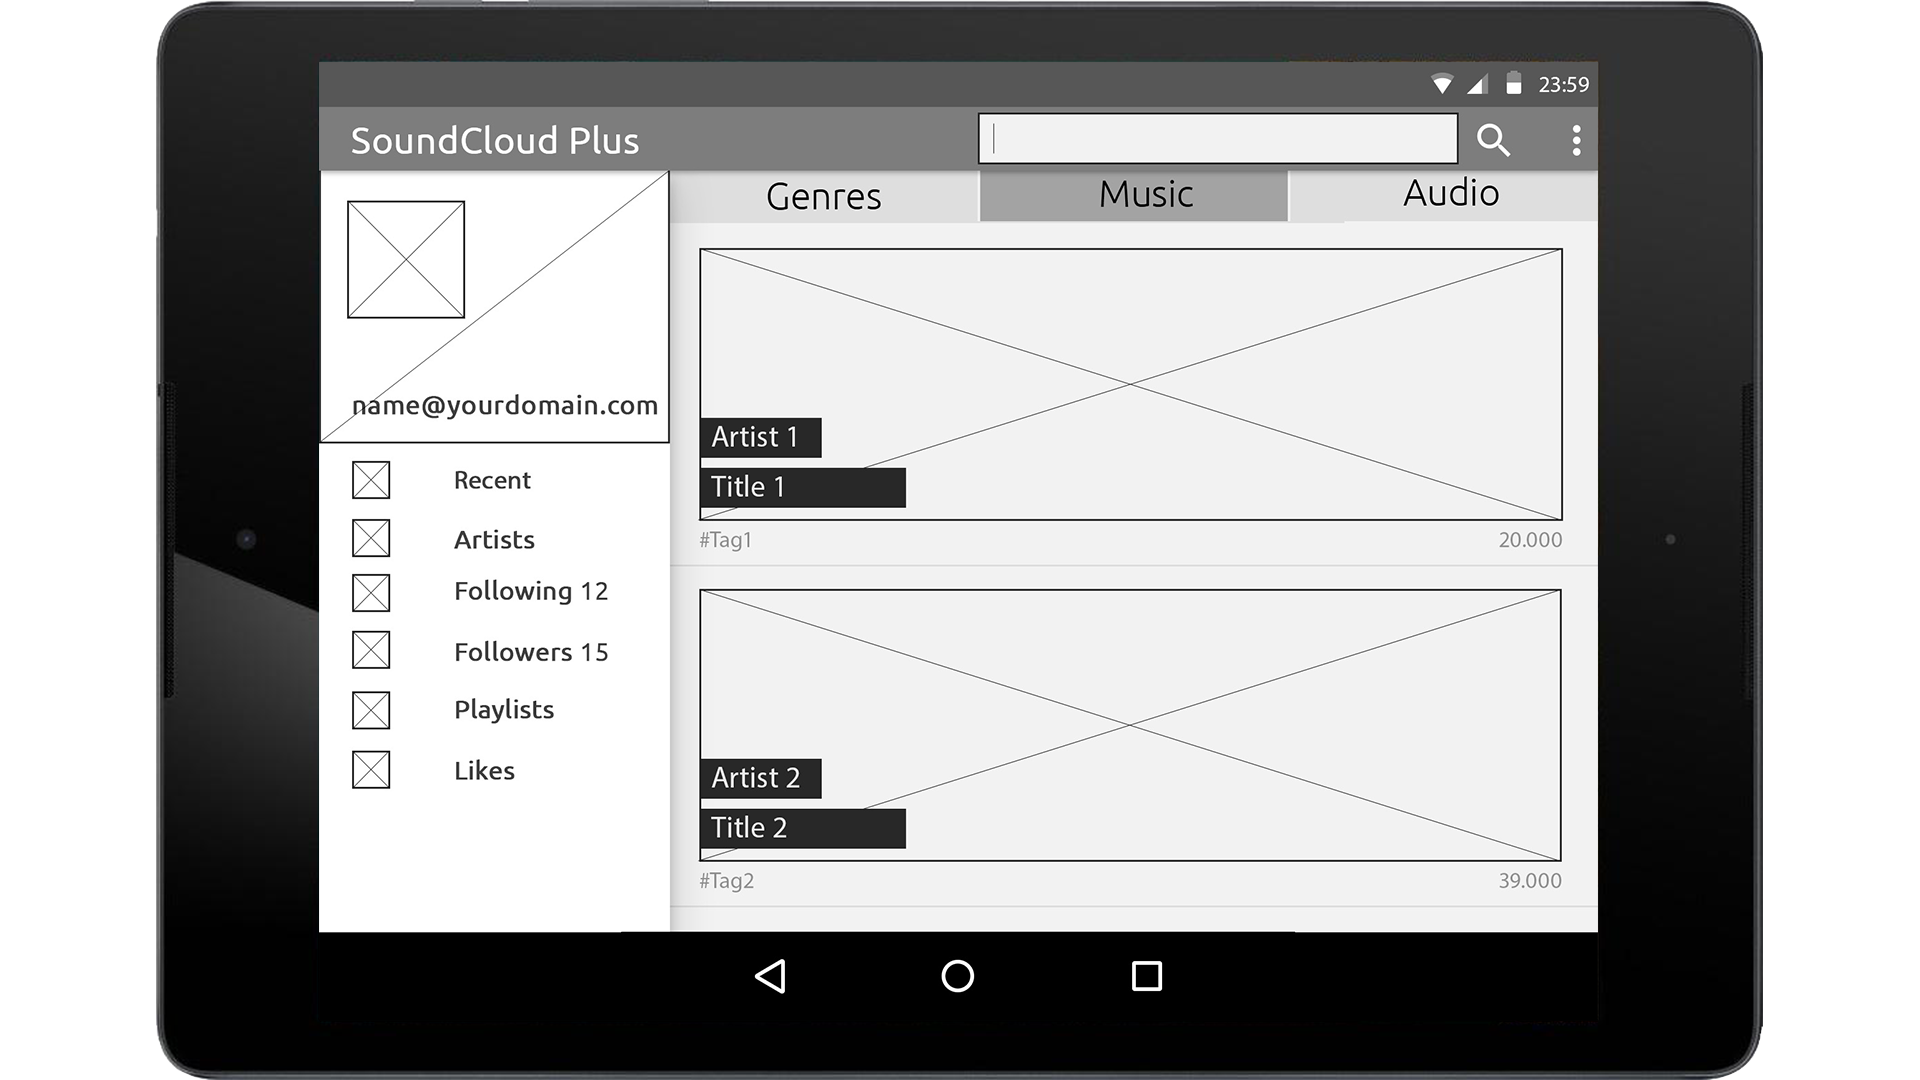 23:59
SoundCloud Plus
Genres
Music
Audio
name@yourdomain.com
Recent
Artists
Following 12
Followers 15
Playlists
Likes
Artist 1
Title 1
#Tag1
20.000
Artist 2
Title 2
#Tag2
39.000